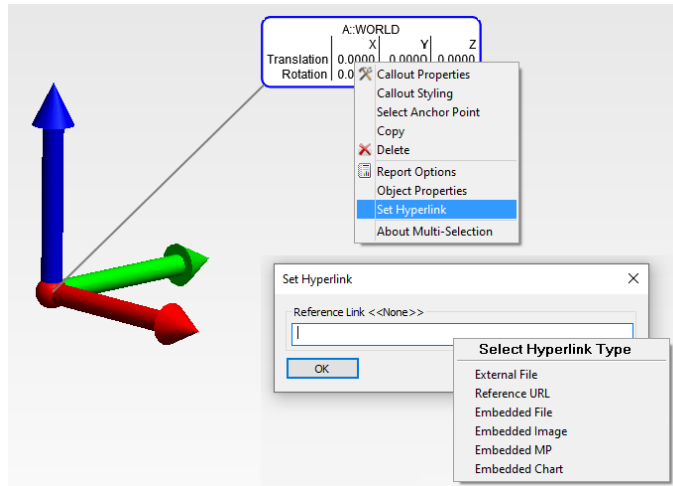 A::WORLD
X Y Z
Translation 0.0000 0.0000 0.0000
Rotation 0.0
Callout Properties
Callout Styling
Select Anchor Point
Copy
Delete
Report Options
Object Properties
Set Hyperlink
About Multi-Selection
Set Hyperlink
Reference Link <<None>>
OK
Select Hyperlink Type
External File
Reference URL
Embedded File
Embedded Image
Embedded MP
Embedded Chart